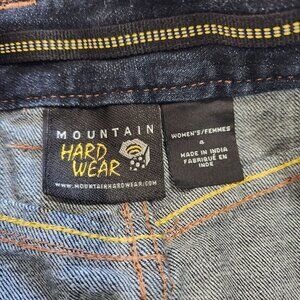 MOUNTAIN
HARD
WEAR
WWW.MOUNTAINHARDWEAR.COM
WOMEN'S/FEMMES
4
MADE IN INDIA
FABRIQUÉ EN
INDE